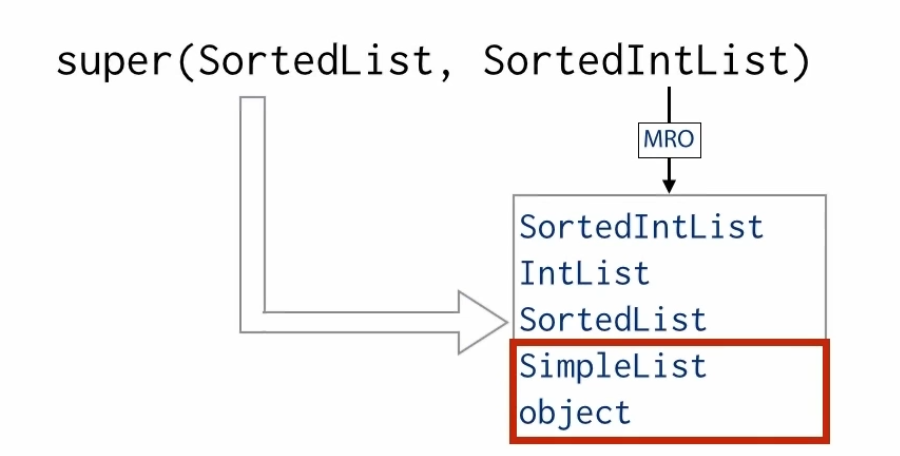 super(SortedList, SortedIntList)
MRO
SortedIntList
IntList
SortedList
SimpleList
object